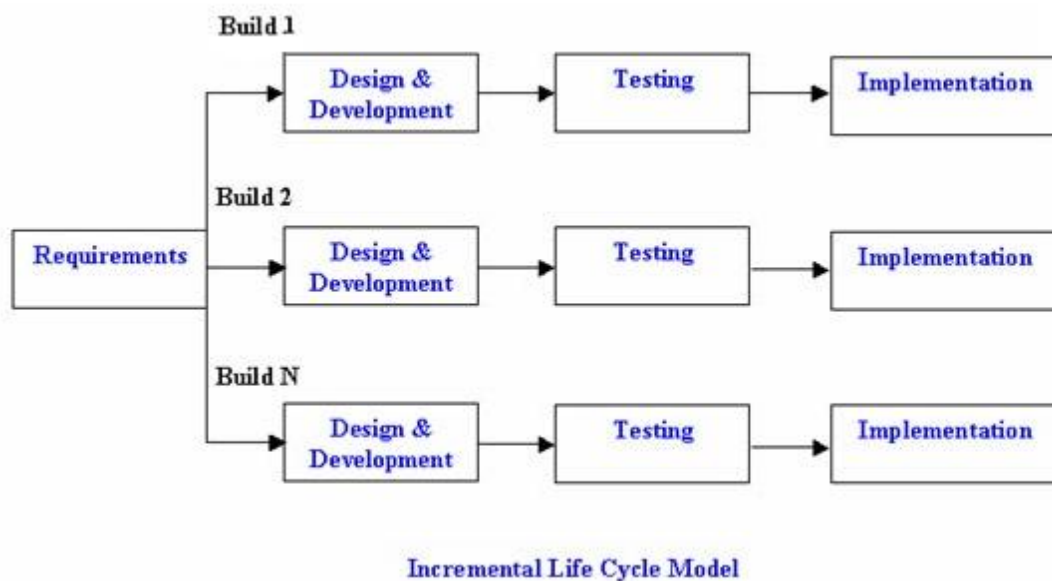 Build 1
Design &
Development
Testing
Implementation
Build 2
Requirements
Design &
Development
Testing
Implementation
Build N
Design &
Development
Testing
Implementation
Incremental Life Cycle Model